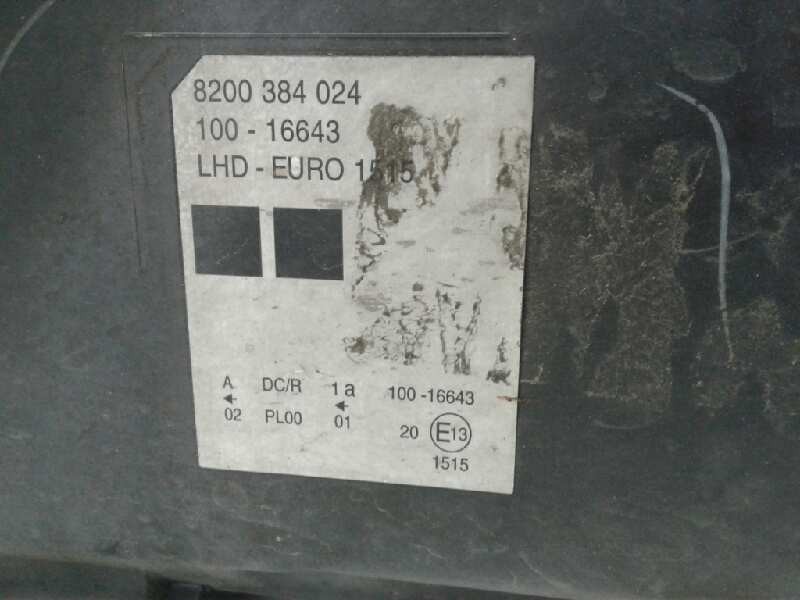 8200 384 024
100 - 16643
LHD - EURO 1515
A DC/R 1a 100 -16643
← ←
02 PL00 01 20 E13
1515